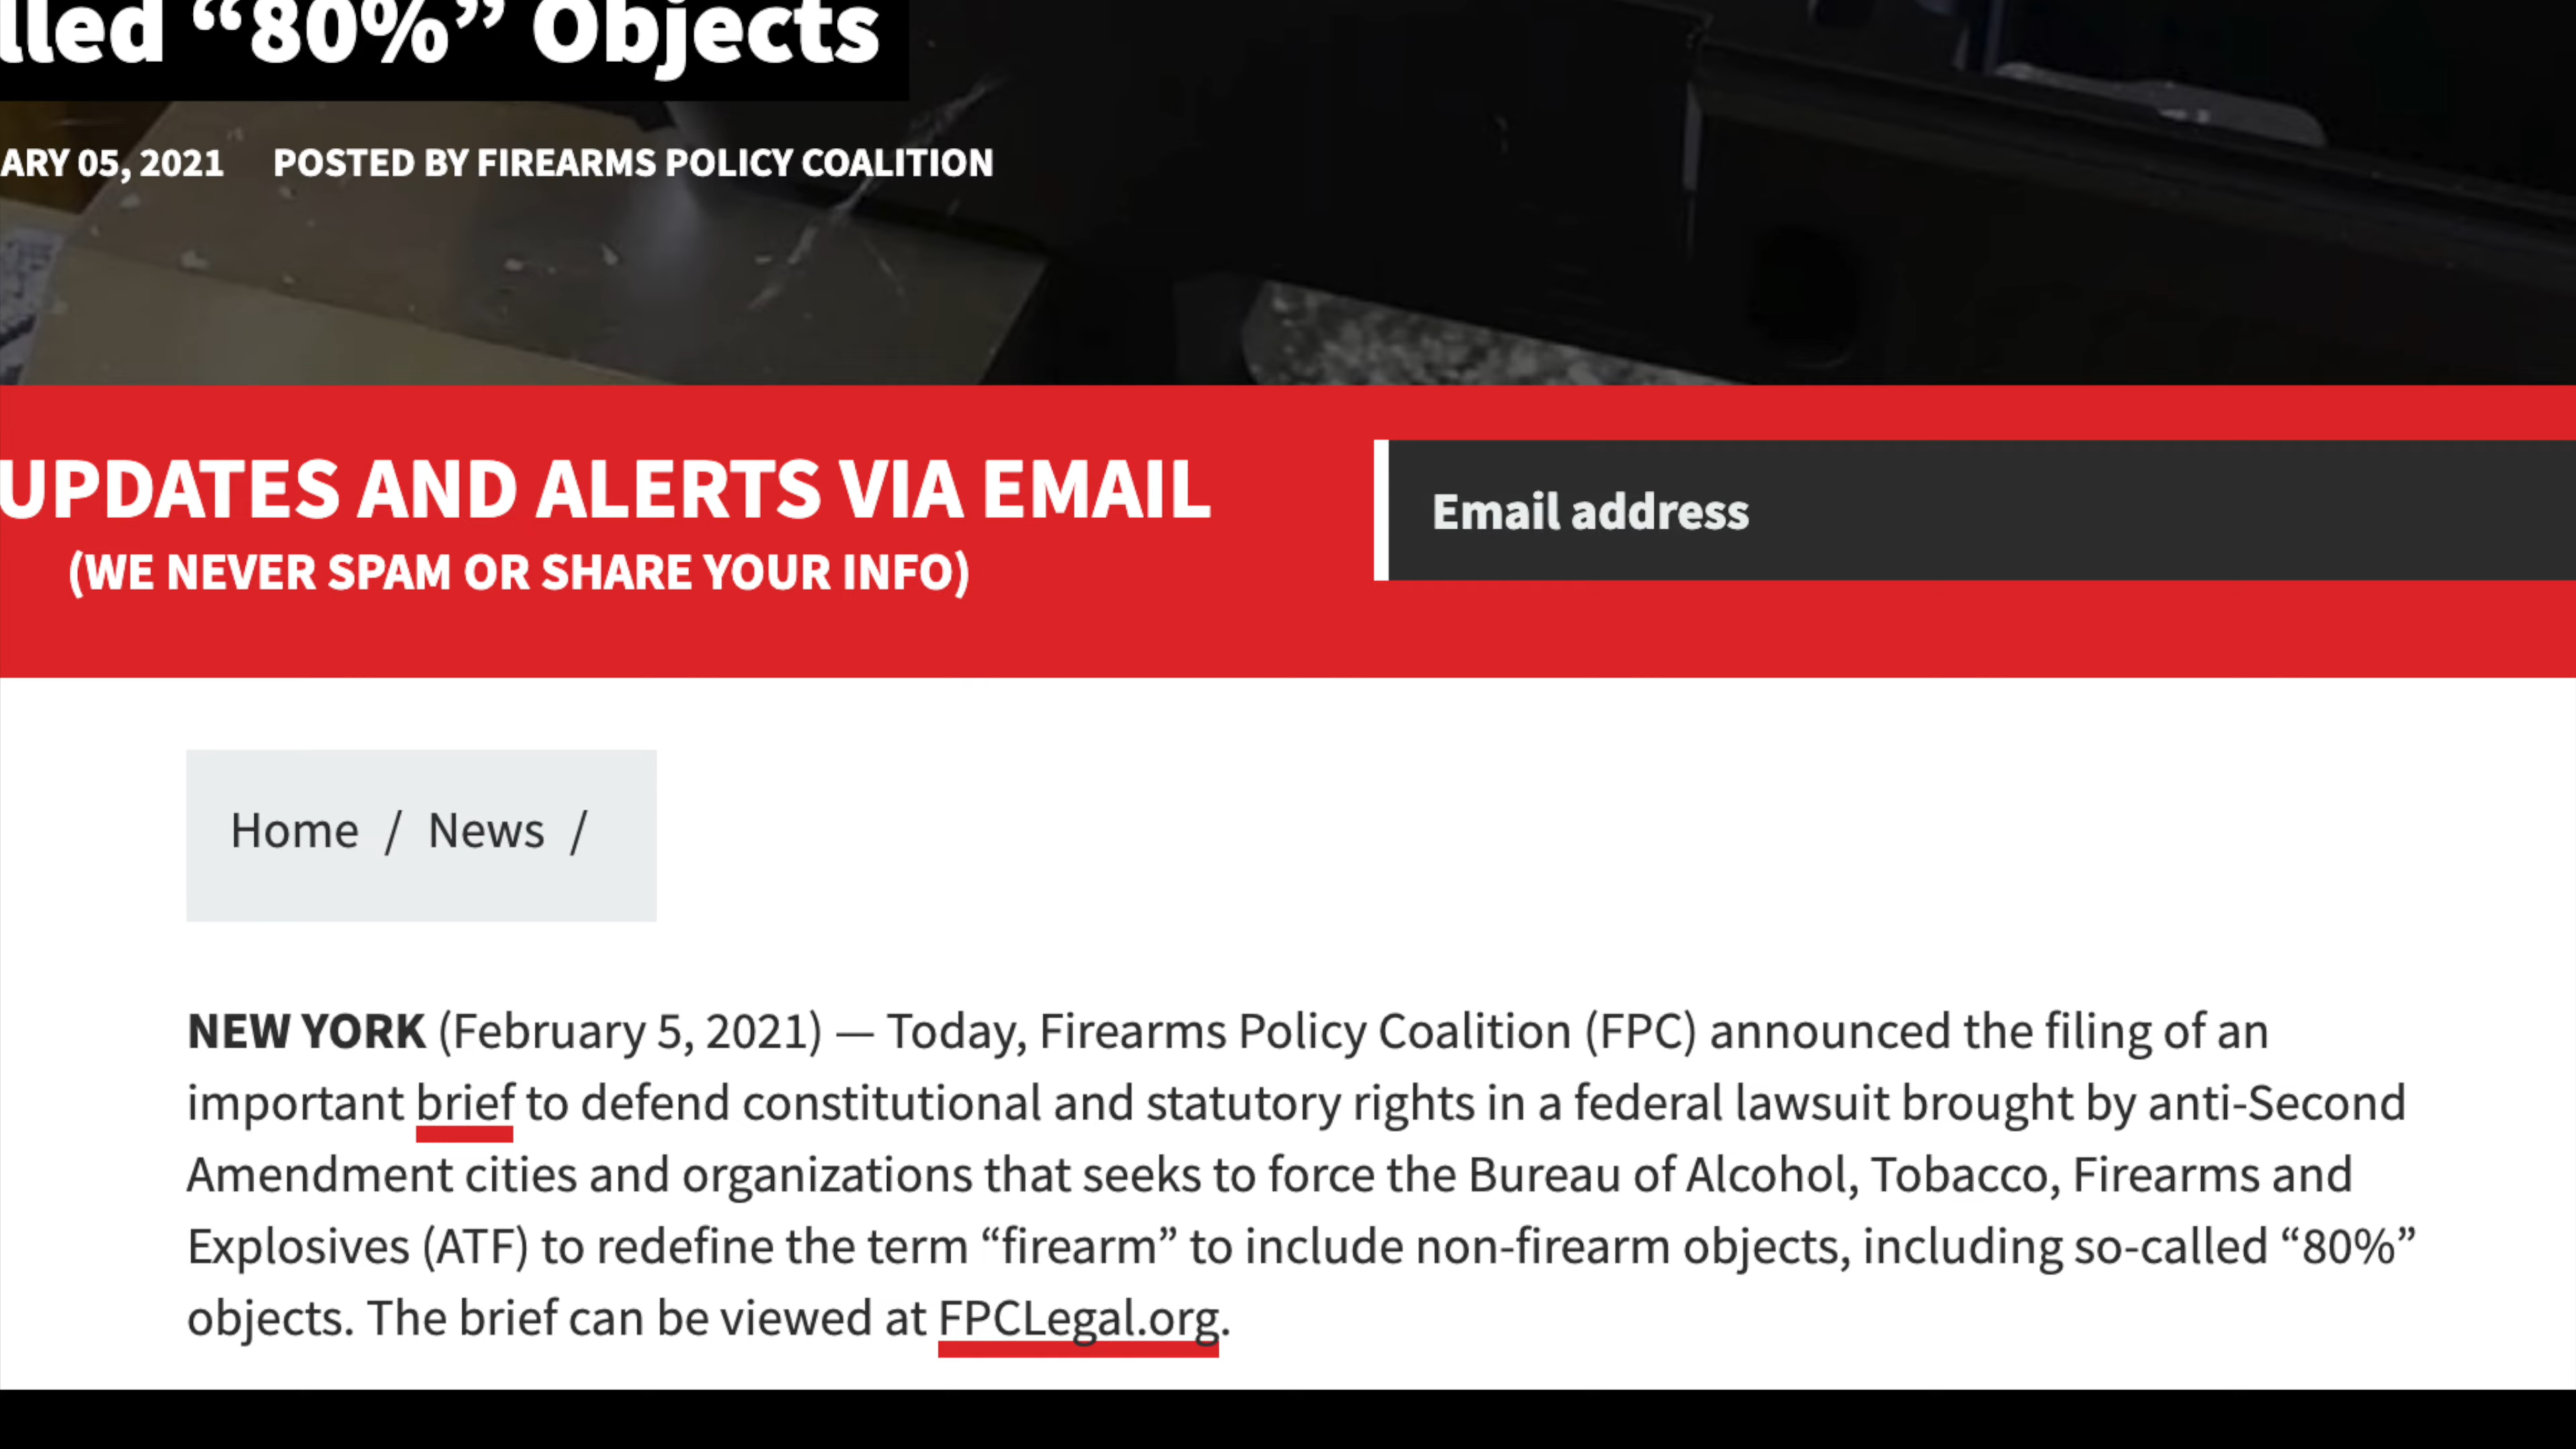 lled “80%” Objects
ARY 05, 2021 POSTED BY FIREARMS POLICY COALITION
UPDATES AND ALERTS VIA EMAIL
(WE NEVER SPAM OR SHARE YOUR INFO)
Email address
Home / News /
NEW YORK (February 5, 2021) — Today, Firearms Policy Coalition (FPC) announced the filing of an
important brief to defend constitutional and statutory rights in a federal lawsuit brought by anti-Second
Amendment cities and organizations that seeks to force the Bureau of Alcohol, Tobacco, Firearms and
Explosives (ATF) to redefine the term “firearm” to include non-firearm objects, including so-called “80%”
objects. The brief can be viewed at FPCLegal.org.